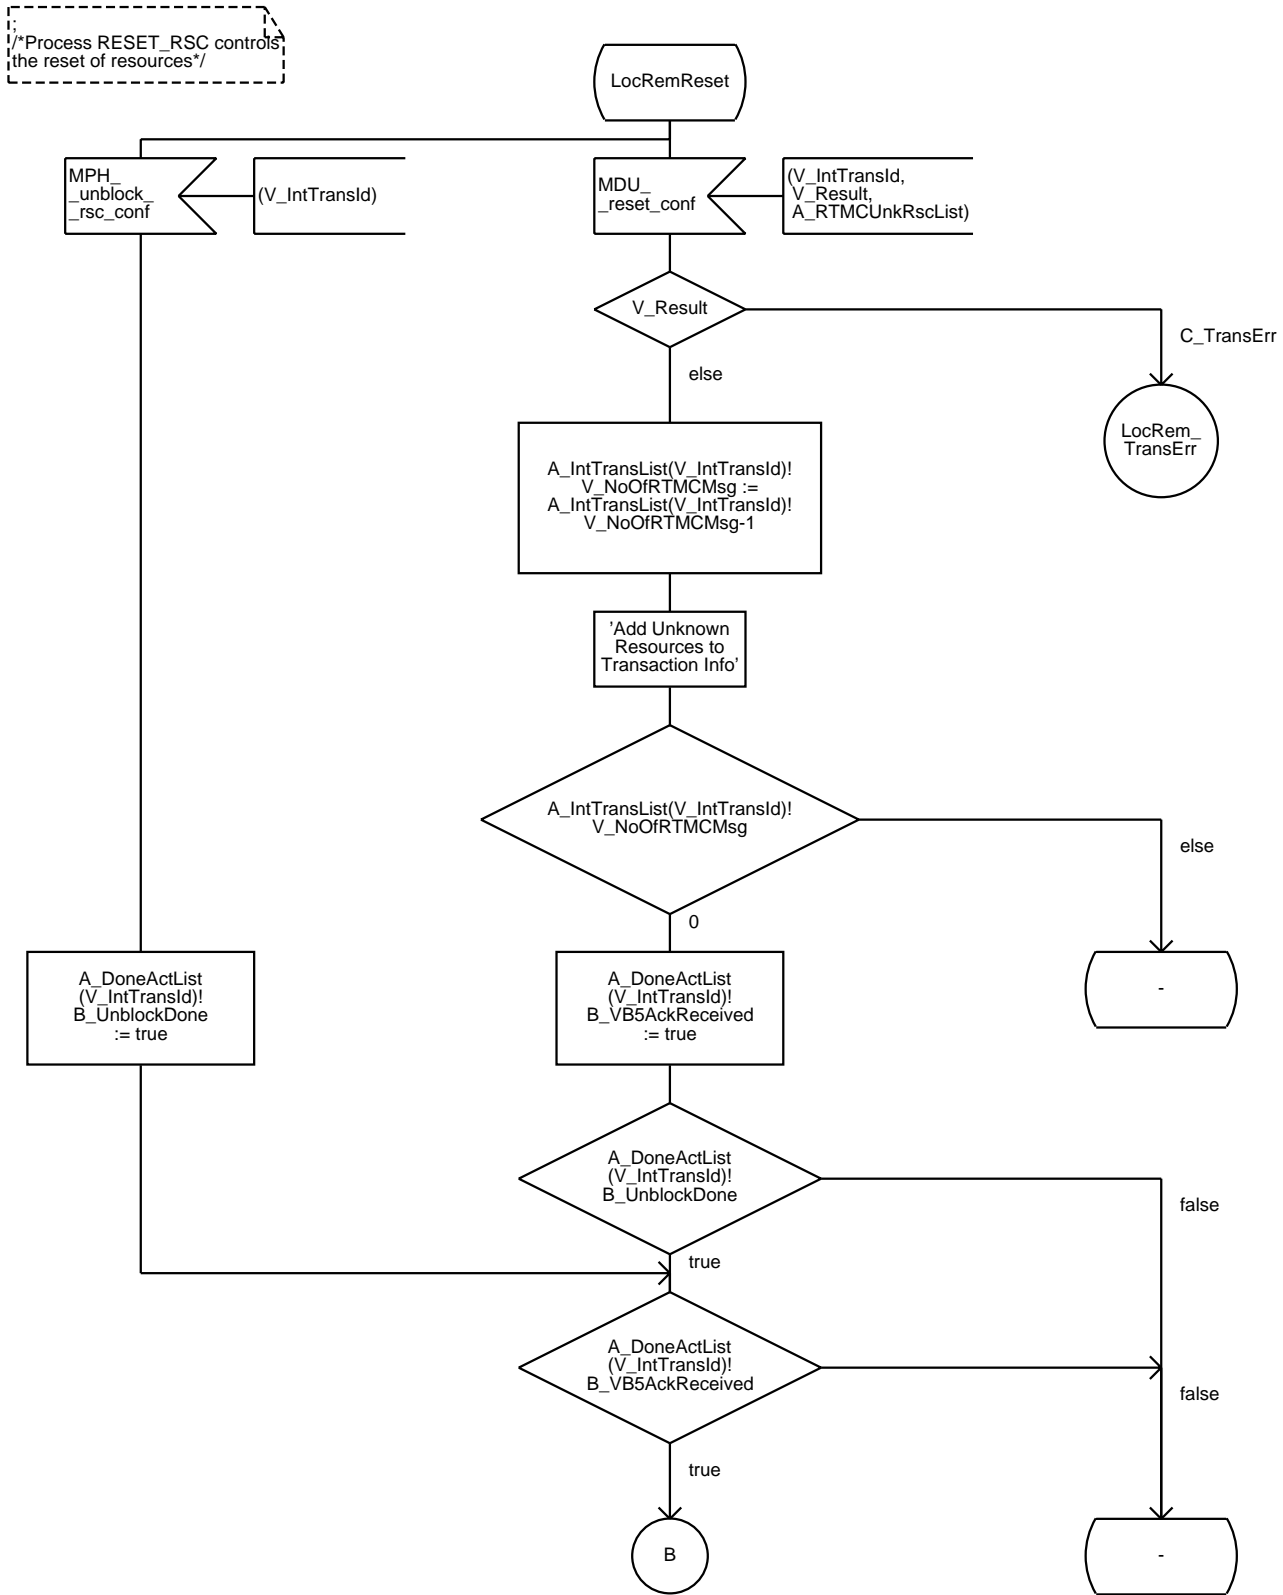 ;
/*Process RESET_RSC controls
the reset of resources*/
LocRemReset
MPH_
_unblock_
_rsc_conf
(V_IntTransId)
MDU_
_reset_conf
(V_IntTransId,
V_Result,
A_RTMCUnkRscList)
V_Result
C_TransErr
else
LocRem_
TransErr
A_IntTransList(V_IntTransId)!
V_NoOfRTMCMsg :=
A_IntTransList(V_IntTransId)!
V_NoOfRTMCMsg-1
'Add Unknown
Resources to
Transaction Info'
A_IntTransList(V_IntTransId)!
V_NoOfRTMCMsg
else
0
A_DoneActList
(V_IntTransId)!
B_UnblockDone
:= true
A_DoneActList
(V_IntTransId)!
B_VB5AckReceived
:= true
-
A_DoneActList
(V_IntTransId)!
B_UnblockDone
false
true
A_DoneActList
(V_IntTransId)!
B_VB5AckReceived
false
true
B
-